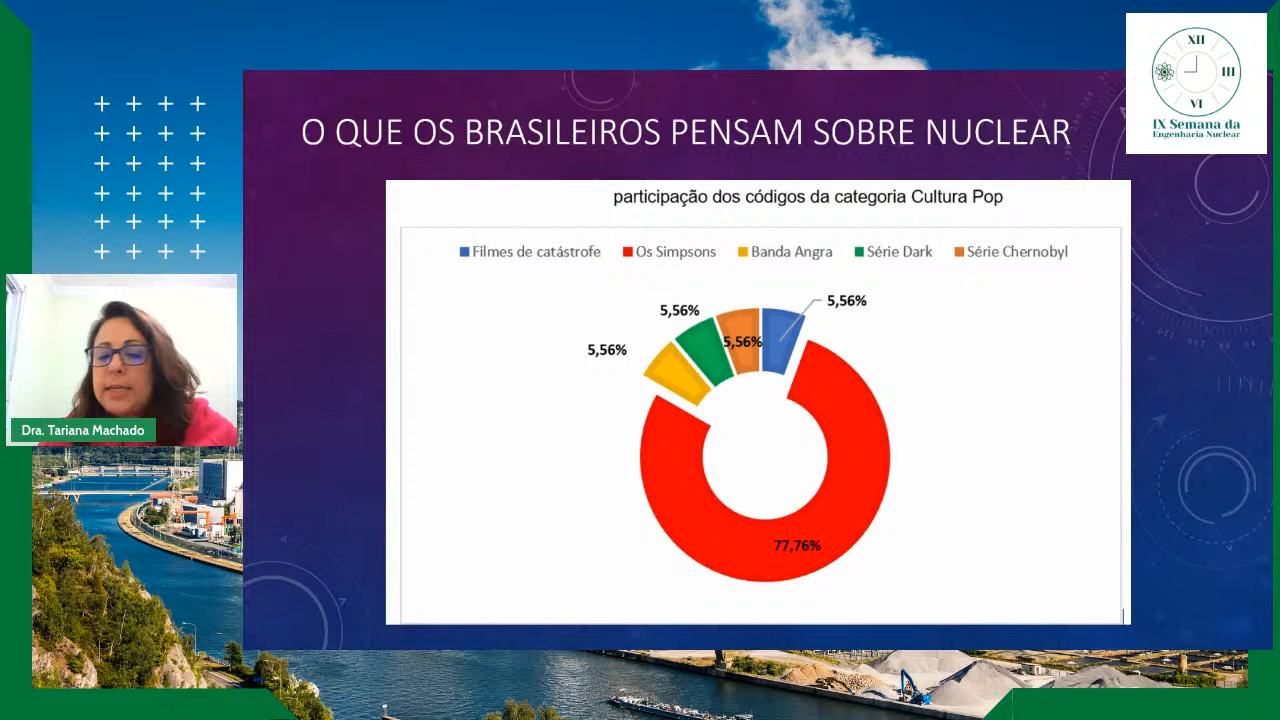 XII
III
VI
IX Semana da
Engenharia Nuclear
O QUE OS BRASILEIROS PENSAM SOBRE NUCLEAR
participação dos códigos da categoria Cultura Pop
Filmes de catástrofe Os Simpsons Banda Angra Série Dark Série Chernobyl
5,56%
5,56%
5,56%
5,56%
77,76%
Dra. Tariana Machado